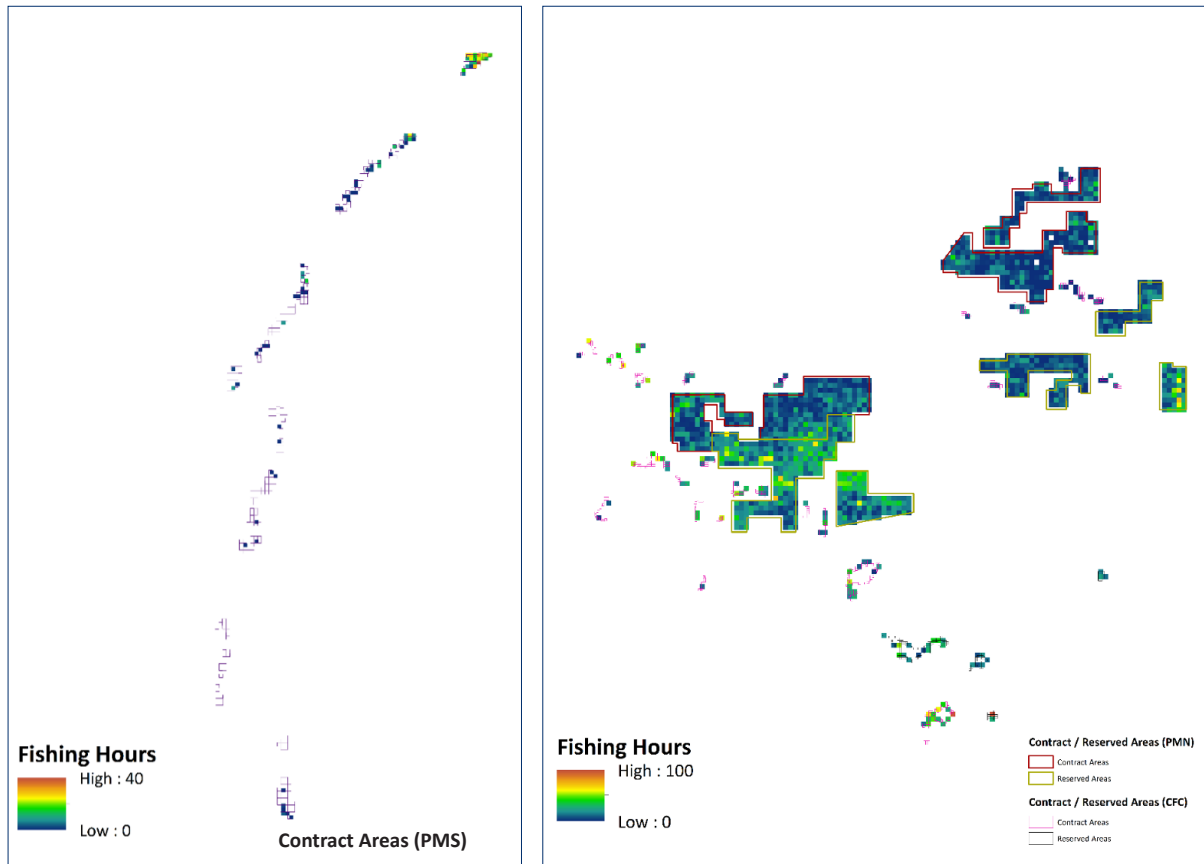 Fishing Hours
High : 40
Low : 0
Contract Areas (PMS)
Fishing Hours
High : 100
Low : 0
Contract / Reserved Areas (PMN)
Contract Areas
Reserved Areas
Contract / Reserved Areas (CFC)
Contract Areas
Reserved Areas